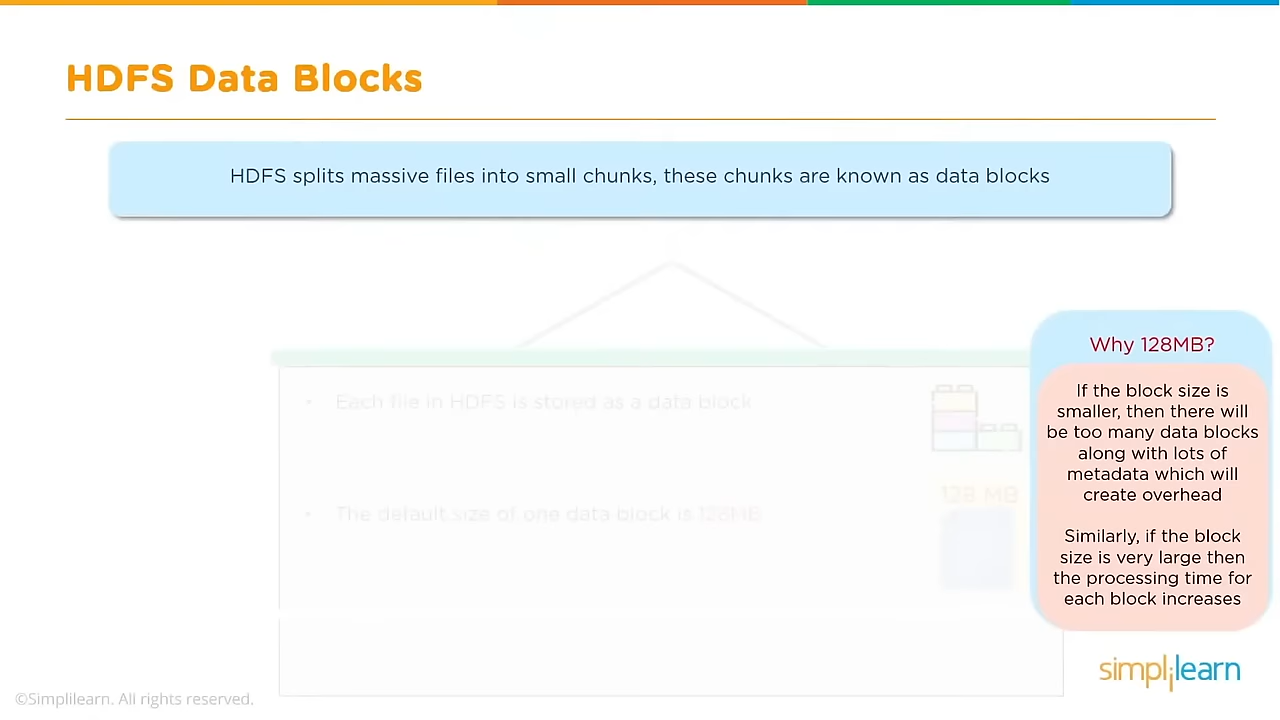 HDFS Data Blocks
HDFS splits massive files into small chunks, these chunks are known as data blocks
• Each file in HDFS is stored as a data block
128 MB
• The default size of one data block is 128MB
Why 128MB?
If the block size is
smaller, then there will
be too many data blocks
along with lots of
metadata which will
create overhead
Similarly, if the block
size is very large then
the processing time for
each block increases
simplilearn
©Simplilearn. All rights reserved.